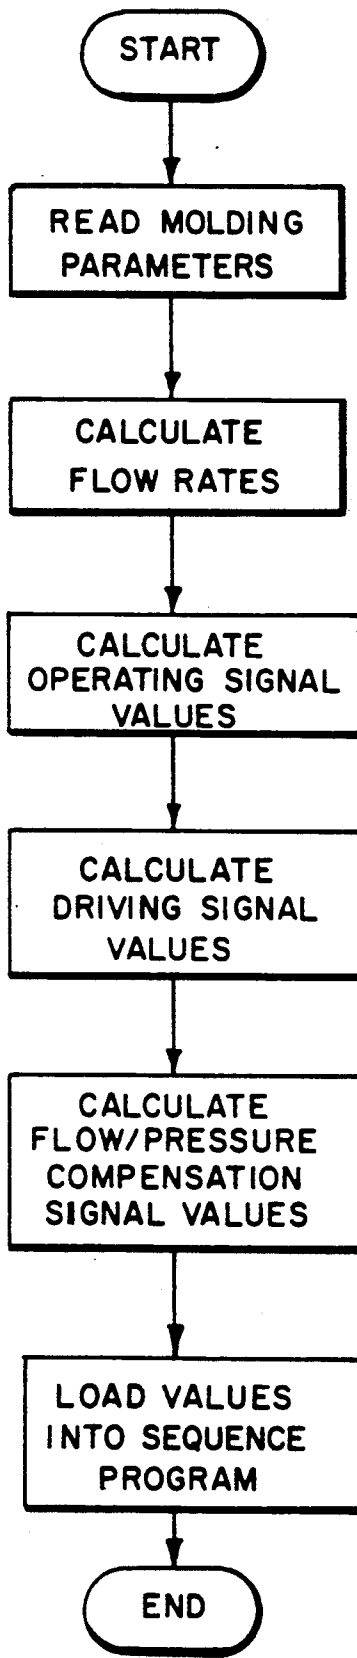 START
READ MOLDING
PARAMETERS
CALCULATE
FLOW RATES
CALCULATE
OPERATING SIGNAL
VALUES
CALCULATE
DRIVING SIGNAL
VALUES
CALCULATE
FLOW/PRESSURE
COMPENSATION
SIGNAL VALUES
LOAD VALUES
INTO SEQUENCE
PROGRAM
END